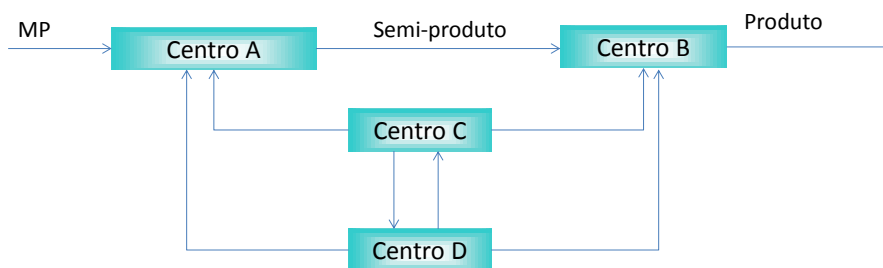 MP
Centro A
Semi-produto
Centro B
Produto
Centro C
Centro D